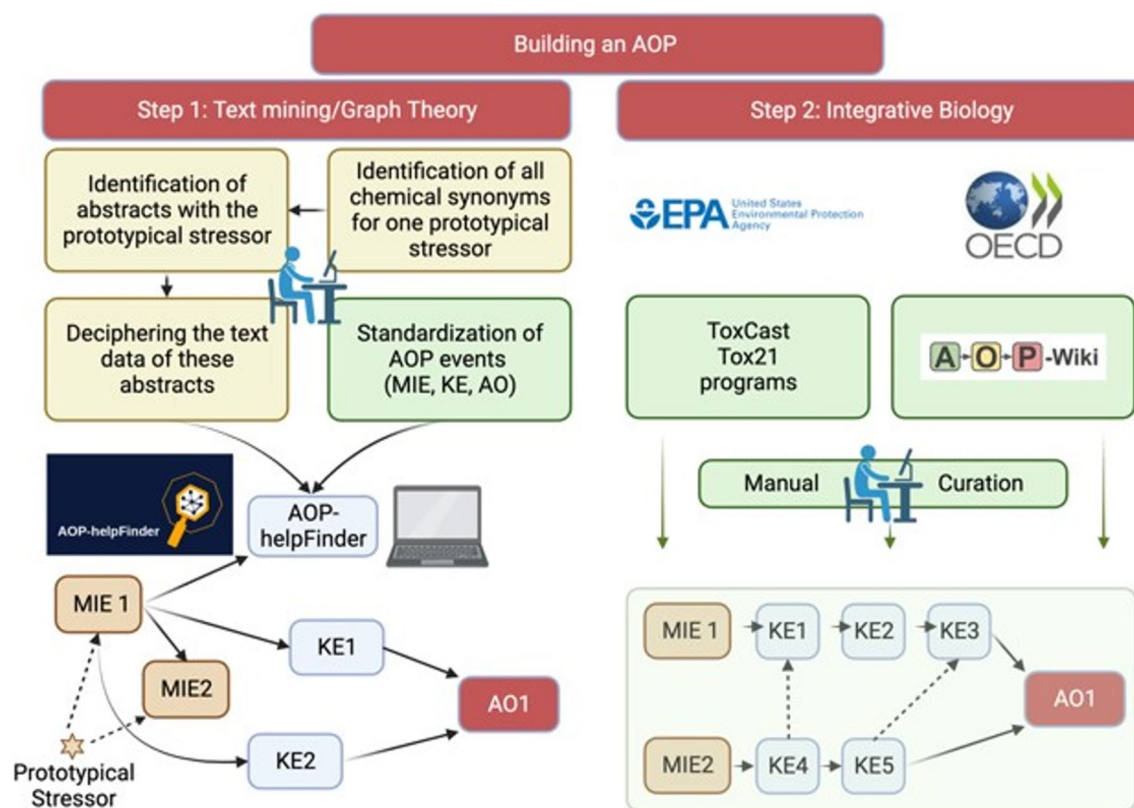 Building an AOP
Step 1: Text mining/Graph Theory
Identification of
abstracts with the
prototypical stressor
Identification of all
chemical synonyms
for one prototypical
stressor
Deciphering the text
data of these
abstracts
Standardization of
AOP events
(MIE, KE, AO)
AOP-helpFinder
AOP-
helpFinder
MIE 1
MIE2
KE1
KE2
AO1
Prototypical
Stressor
Step 2: Integrative Biology
EPA
United States
Environmental Protection
Agency
OECD
ToxCast
Tox21
programs
A O P -Wiki
Manual Curation
MIE 1
KE1
KE2
KE3
AO1
MIE2
KE4
KE5